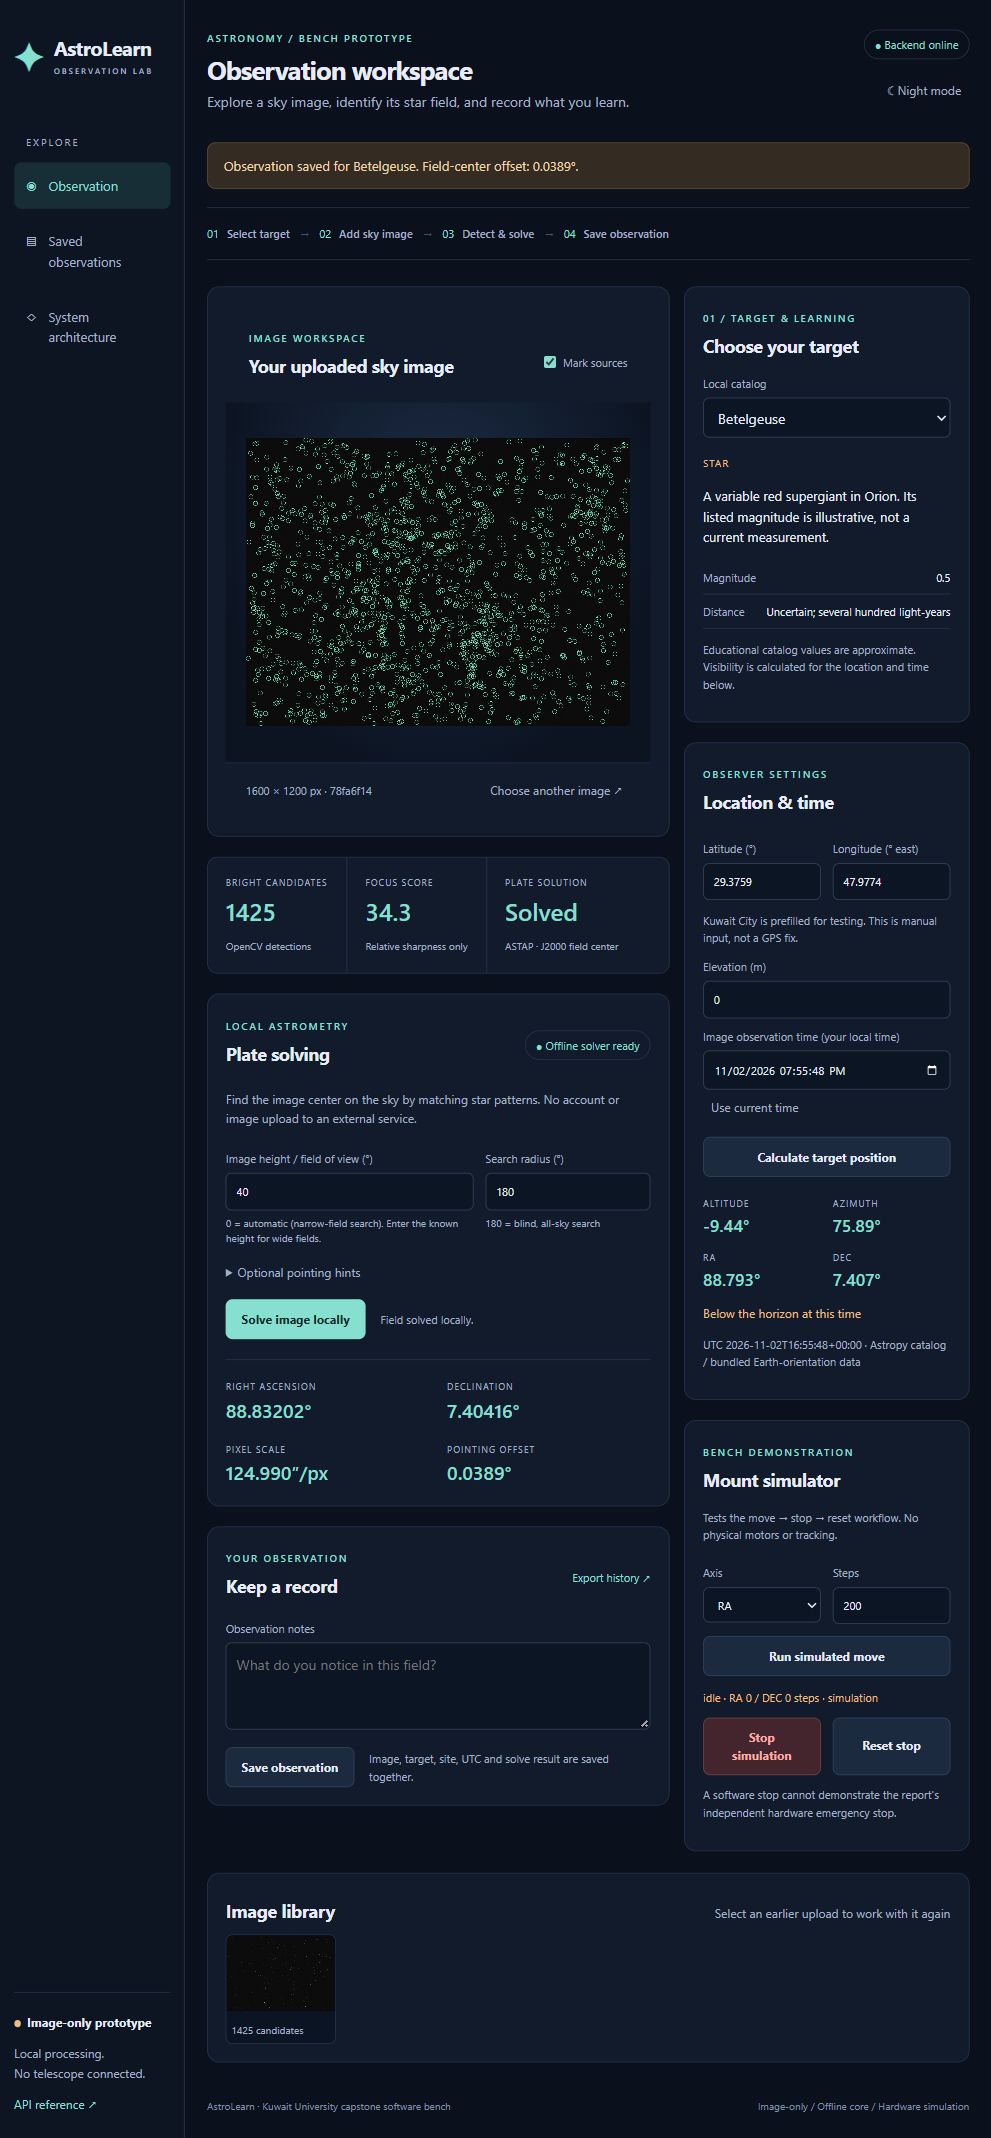 AstroLearn
OBSERVATION LAB
EXPLORE
Observation
Saved
observations
System
architecture
Image-only prototype
Local processing.
No telescope connected.
API reference ↗
ASTRONOMY / BENCH PROTOTYPE
Observation workspace
Explore a sky image, identify its star field, and record what you learn.
● Backend online
☾ Night mode
Observation saved for Betelgeuse. Field-center offset: 0.0389°.
01 Select target → 02 Add sky image → 03 Detect & solve → 04 Save observation
IMAGE WORKSPACE
Your uploaded sky image
Mark sources
1600 × 1200 px · 78fa6f14
Choose another image ↗
BRIGHT CANDIDATES
1425
OpenCV detections
FOCUS SCORE
34.3
Relative sharpness only
PLATE SOLUTION
Solved
ASTAP · J2000 field center
LOCAL ASTROMETRY
Plate solving
● Offline solver ready
Find the image center on the sky by matching star patterns. No account or
image upload to an external service.
Image height / field of view (°)
40
0 = automatic (narrow-field search). Enter the known
height for wide fields.
Search radius (°)
180
180 = blind, all-sky search
▶ Optional pointing hints
Solve image locally
Field solved locally.
RIGHT ASCENSION
88.83202°
DECLINATION
7.40416°
PIXEL SCALE
124.990″/px
POINTING OFFSET
0.0389°
YOUR OBSERVATION
Keep a record
Export history ↗
Observation notes
What do you notice in this field?
Save observation
Image, target, site, UTC and solve result are saved
together.
01 / TARGET & LEARNING
Choose your target
Local catalog
Betelgeuse
STAR
A variable red supergiant in Orion. Its
listed magnitude is illustrative, not a
current measurement.
Magnitude 0.5
Distance Uncertain; several hundred light-years
Educational catalog values are approximate.
Visibility is calculated for the location and time
below.
OBSERVER SETTINGS
Location & time
Latitude (°)
29.3759
Longitude (° east)
47.9774
Kuwait City is prefilled for testing. This is manual
input, not a GPS fix.
Elevation (m)
0
Image observation time (your local time)
11/02/2026 07:55:48 PM
Use current time
Calculate target position
ALTITUDE
-9.44°
AZIMUTH
75.89°
RA
88.793°
DEC
7.407°
Below the horizon at this time
UTC 2026-11-02T16:55:48+00:00 · Astropy catalog
/ bundled Earth-orientation data
BENCH DEMONSTRATION
Mount simulator
Tests the move → stop → reset workflow. No
physical motors or tracking.
Axis
RA
Steps
200
Run simulated move
idle · RA 0 / DEC 0 steps · simulation
Stop
simulation
Reset stop
A software stop cannot demonstrate the report's
independent hardware emergency stop.
Image library
Select an earlier upload to work with it again
1425 candidates
AstroLearn · Kuwait University capstone software bench
Image-only / Offline core / Hardware simulation